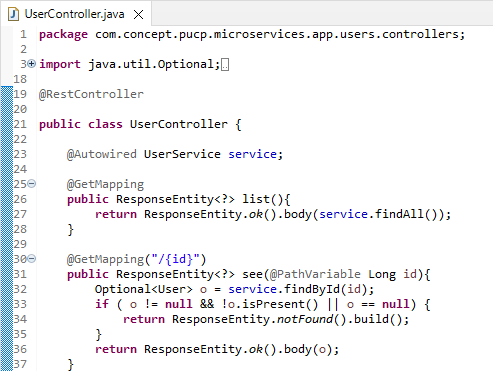 UserController.java
1 package com.concept.pucp.microservices.app.users.controllers;
2
3 import java.util.Optional;
18
19 @RestController
20
21 public class UserController {
22
23 @Autowired UserService service;
24
25 @GetMapping
26 public ResponseEntity<?> list(){
27 return ResponseEntity.ok().body(service.findAll());
28 }
29
30 @GetMapping("/{id}")
31 public ResponseEntity<?> see(@PathVariable Long id){
32 Optional<User> o = service.findById(id);
33 if ( o != null && !o.isPresent() || o == null) {
34 return ResponseEntity.notFound().build();
35 }
36 return ResponseEntity.ok().body(o);
37 }